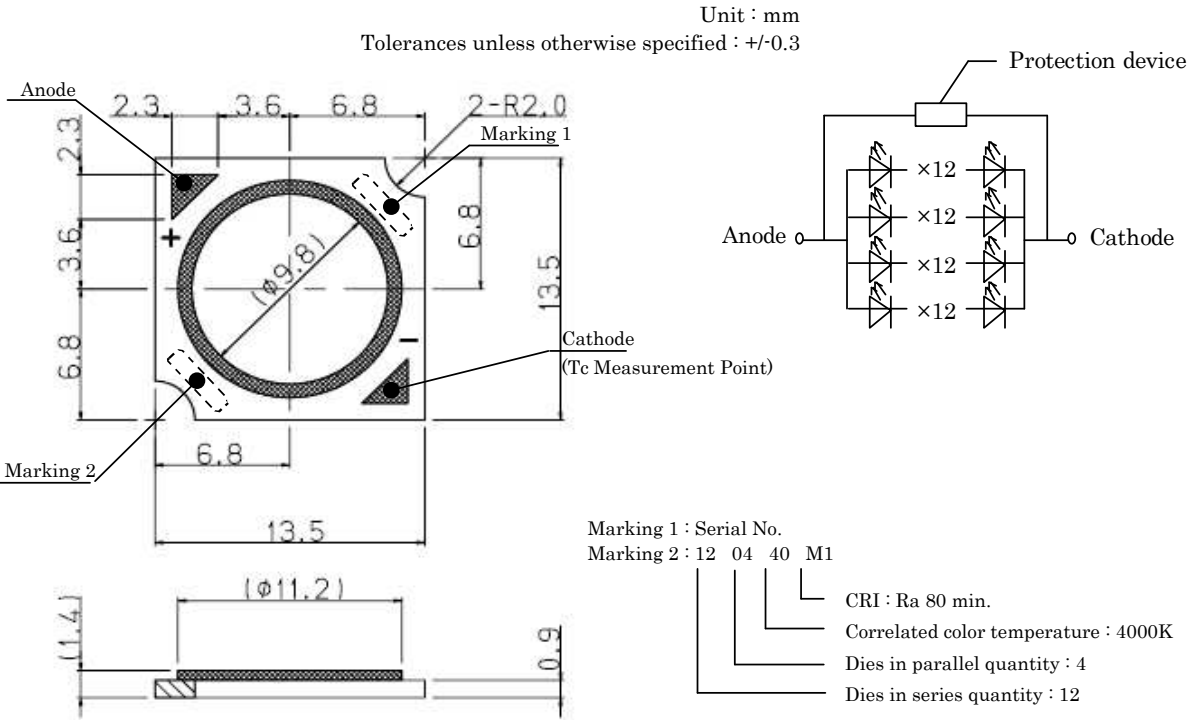 Unit : mm
Tolerances unless otherwise specified : +/-0.3
Anode
2.3
3.6
6.8
2-R2.0
Marking 1
2.3
3.6
6.8
+
(φ9.8)
6.8
13.5
−
Cathode
(Tc Measurement Point)
6.8
Marking 2
13.5
(φ11.2)
(1.4)
0.9
Protection device
×12
×12
Anode
Cathode
×12
×12
Marking 1 : Serial No.
Marking 2 : 12 04 40 M1
CRI : Ra 80 min.
Correlated color temperature : 4000K
Dies in parallel quantity : 4
Dies in series quantity : 12